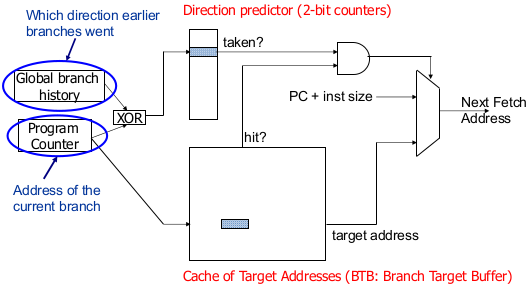 Which direction earlier
branches went
Direction predictor (2-bit counters)
taken?
Global branch
history
XOR
Program
Counter
PC + inst size
Next Fetch
Address
hit?
Address of the
current branch
target address
Cache of Target Addresses (BTB: Branch Target Buffer)